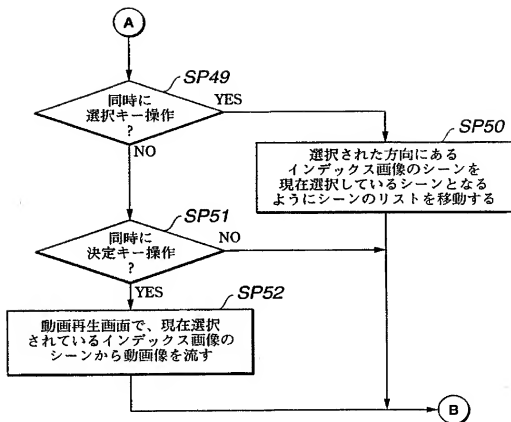 A
SP49
同時に
選択キー操作
?
YES
NO
SP50
選択された方向にある
インデックス画像のシーンを
現在選択しているシーンとなる
ようにシーンのリストを移動する
SP51
同時に
決定キー操作
?
NO
YES
SP52
動画再生画面で、現在選択
されているインデックス画像の
シーンから動画像を流す
B